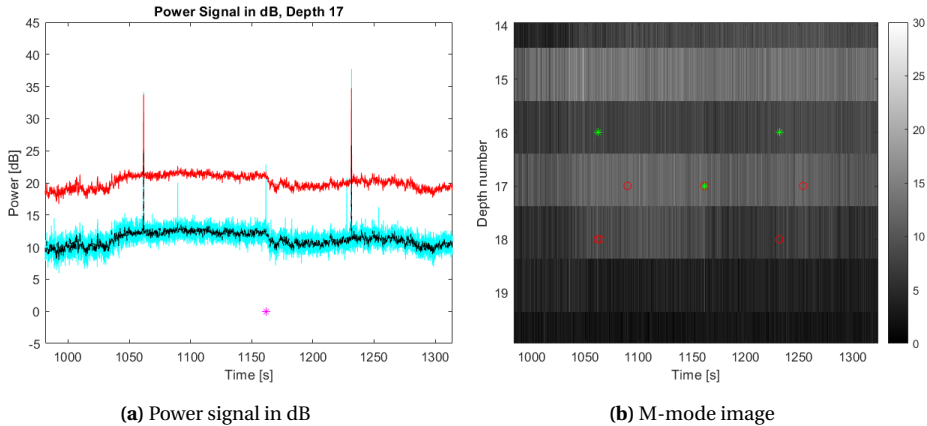 Power Signal in dB, Depth 17
45
40
35
30
25
20
15
10
5
0
-5
Power [dB]
1000 1050 1100 1150 1200 1250 1300
Time [s]
(a) Power signal in dB
14
15
16
17
18
19
Depth number
1000 1050 1100 1150 1200 1250 1300
Time [s]
30
25
20
15
10
5
0
(b) M-mode image